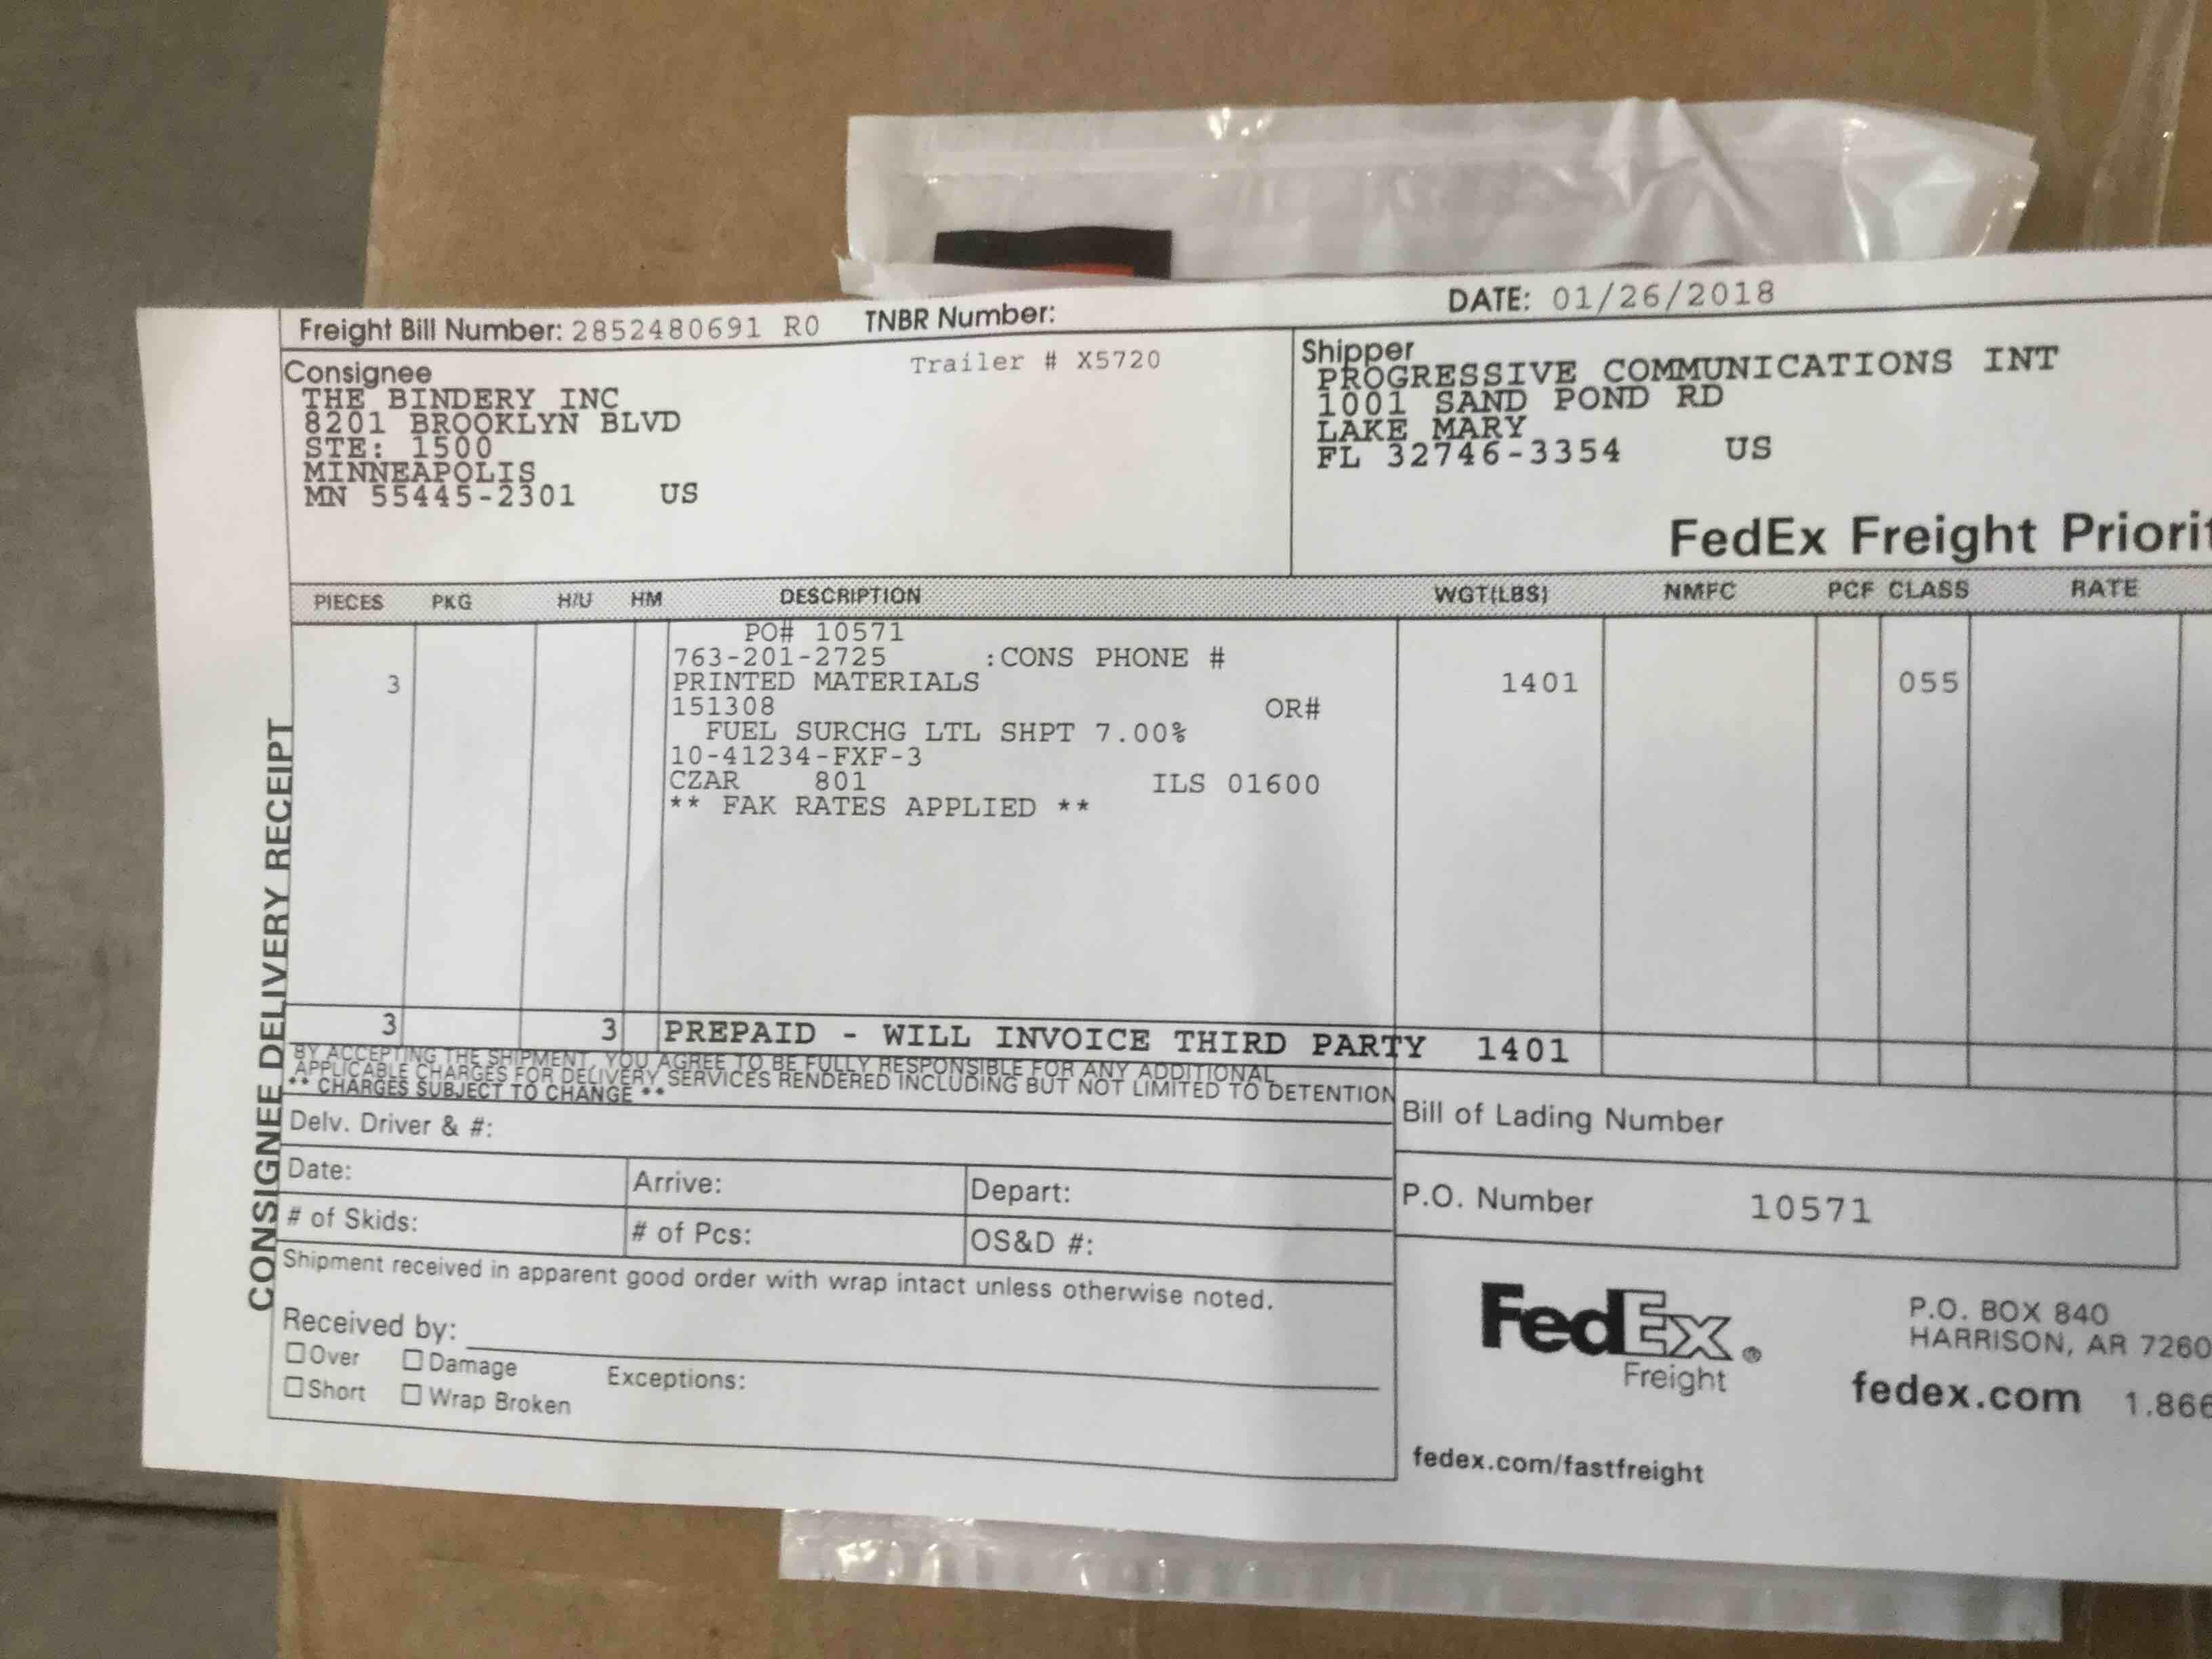 Freight Bill Number: 2852480691 R0 TNBR Number: DATE: 01/26/2018
Trailer # X5720
Consignee
THE BINDERY INC
8201 BROOKLYN BLVD
STE: 1500
MINNEAPOLIS
MN 55445-2301 US
Shipper
PROGRESSIVE COMMUNICATIONS INT
1001 SAND POND RD
LAKE MARY
FL 32746-3354 US
FedEx Freight Priorit
PIECES PKG H/U HM DESCRIPTION WGT(LBS) NMFC PCF CLASS RATE
PO# 10571
763-201-2725 :CONS PHONE #
3 PRINTED MATERIALS 1401 055
151308 OR#
FUEL SURCHG LTL SHPT 7.00%
10-41234-FXF-3
CZAR 801 ILS 01600
** FAK RATES APPLIED **
3 3 PREPAID - WILL INVOICE THIRD PARTY 1401
BY ACCEPTING THE SHIPMENT, YOU AGREE TO BE FULLY RESPONSIBLE FOR ANY ADDITIONAL
APPLICABLE CHARGES FOR DELIVERY SERVICES RENDERED INCLUDING BUT NOT LIMITED TO DETENTION
** CHARGES SUBJECT TO CHANGE **
CONSIGNEE DELIVERY RECEIPT
Delv. Driver & #:
Date: Arrive: Depart:
# of Skids: # of Pcs: OS&D #:
Shipment received in apparent good order with wrap intact unless otherwise noted.
Received by:
Over Damage
Short Wrap Broken
Exceptions:
Bill of Lading Number
P.O. Number 10571
FedEx®
Freight
P.O. BOX 840
HARRISON, AR 7260
fedex.com 1.866
fedex.com/fastfreight